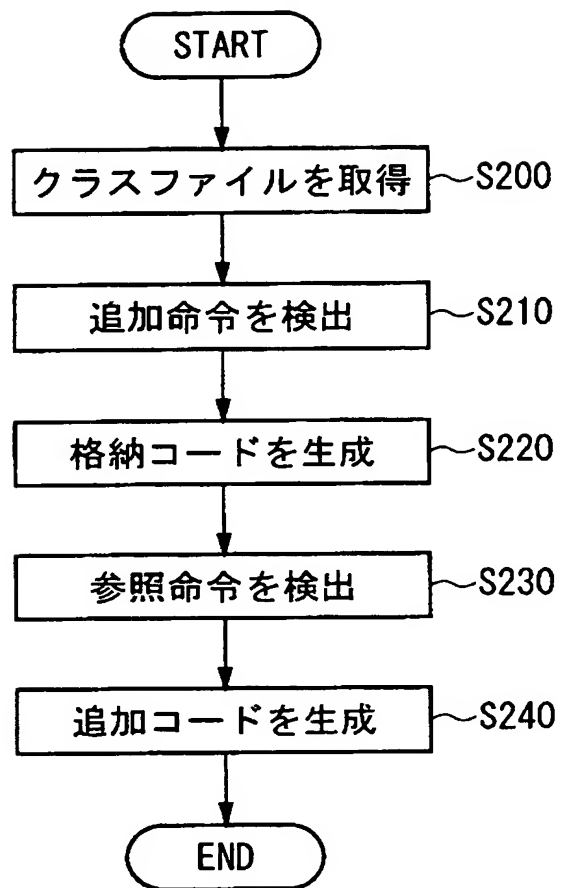 START
クラスファイルを取得 S200
追加命令を検出 S210
格納コードを生成 S220
参照命令を検出 S230
追加コードを生成 S240
END